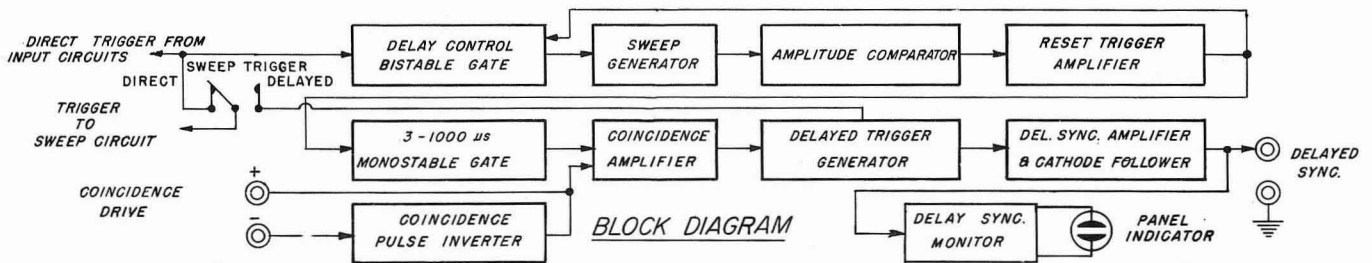 DIRECT TRIGGER FROM
INPUT CIRCUITS
DELAY CONTROL
BISTABLE GATE
SWEEP
GENERATOR
AMPLITUDE COMPARATOR
RESET TRIGGER
AMPLIFIER
SWEEP TRIGGER
DIRECT
DELAYED
TRIGGER
TO
SWEEP CIRCUIT
3-1000 µs
MONOSTABLE GATE
COINCIDENCE
AMPLIFIER
DELAYED TRIGGER
GENERATOR
DEL. SYNC. AMPLIFIER
& CATHODE FOLLOWER
DELAYED
SYNC.
COINCIDENCE
DRIVE
+
−
COINCIDENCE
PULSE INVERTER
BLOCK DIAGRAM
DELAY SYNC.
MONITOR
PANEL
INDICATOR